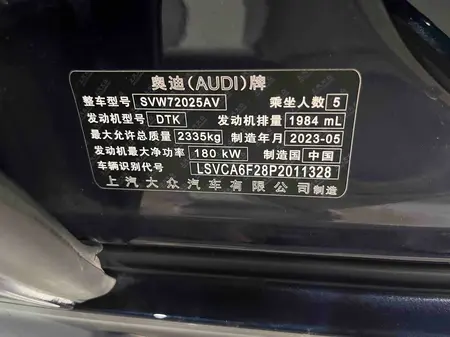 奥迪(AUDI)牌
整车型号 SVW72025AV 乘坐人数 5
发动机型号 DTK 发动机排量 1984 mL
最大允许总质量 2335kg 制造年月 2023-05
发动机最大净功率 180 kW 制造国 中国
车辆识别代号 LSVCA6F28P2011328
上汽大众汽车有限公司制造